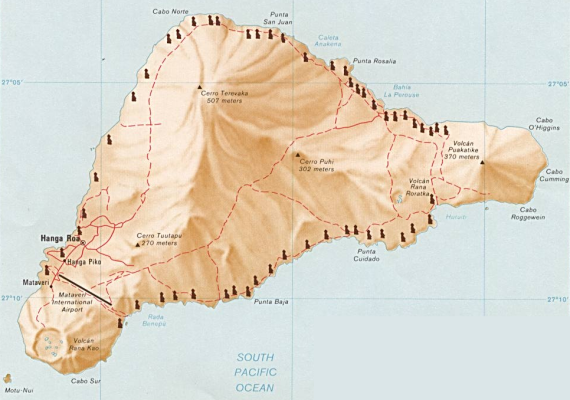 Cabo Norte
Punta
San Juan
Caleta
Anakena
Punta Rosalia
27°05'
27°05'
Bahia
La Perouse
Cerro Terevaka
507 meters
Cabo
O'Higgins
Volcán
Puakatike
370 meters
Cerro Puhi
302 meters
Cabo
Cumming
Volcán
Rana
Roratka
Cabo
Roggewein
Hutuiti
Hanga Roa
Cerro Tuutapu
270 meters
Punta
Cuidado
Hanga Piko
Mataveri
Mataveri
International
Airport
27°10'
27°10'
Punta Baja
Rada
Benepu
Volcán
Rana Kao
SOUTH
PACIFIC
OCEAN
Cabo Sur
Motu-Nui